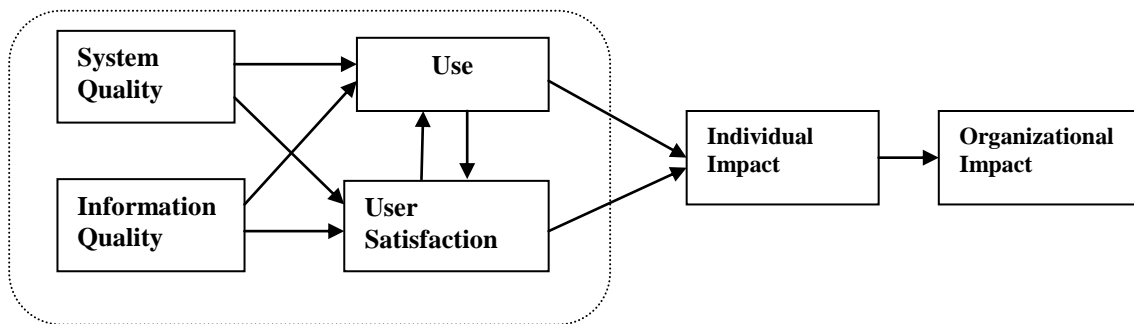 System
Quality
Use
Information
Quality
User
Satisfaction
Individual
Impact
Organizational
Impact